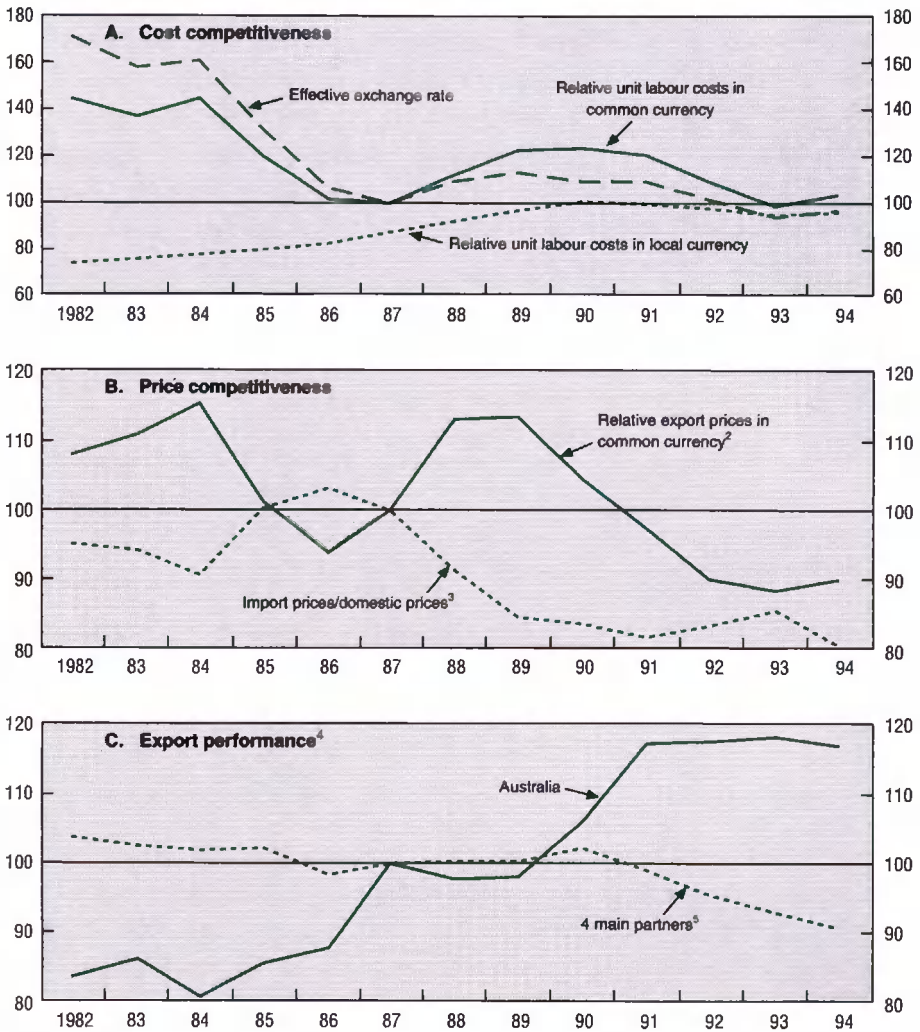 A. Cost competitiveness
180 180
160 160
140 140
120 120
100 100
80 80
60 60
Effective exchange rate
Relative unit labour costs in
common currency
Relative unit labour costs in local currency
1982 83 84 85 86 87 88 89 90 91 92 93 94
B. Price competitiveness
120 120
110 110
100 100
90 90
80 80
Relative export prices in
common currency²
Import prices/domestic prices³
1982 83 84 85 86 87 88 89 90 91 92 93 94
C. Export performance⁴
120 120
110 110
100 100
90 90
80 80
Australia
4 main partners⁵
1982 83 84 85 86 87 88 89 90 91 92 93 94